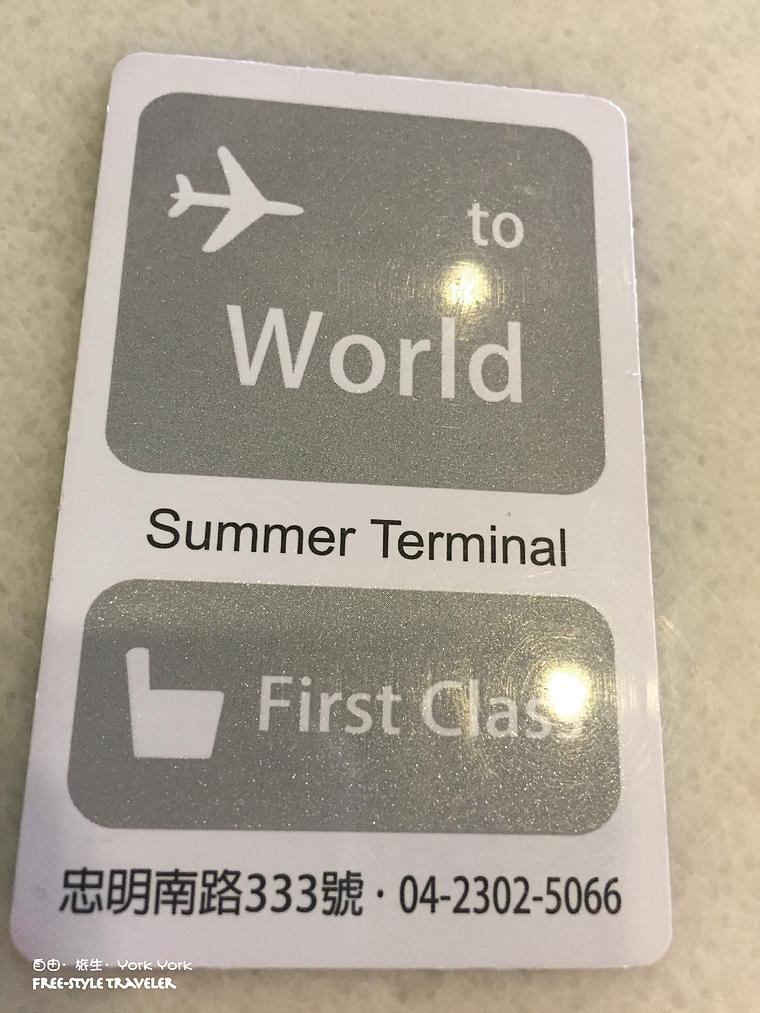 to
World
Summer Terminal
First Class
忠明南路333號·04-2302-5066
自由·旅生·York York
FREE-STYLE TRAVELER